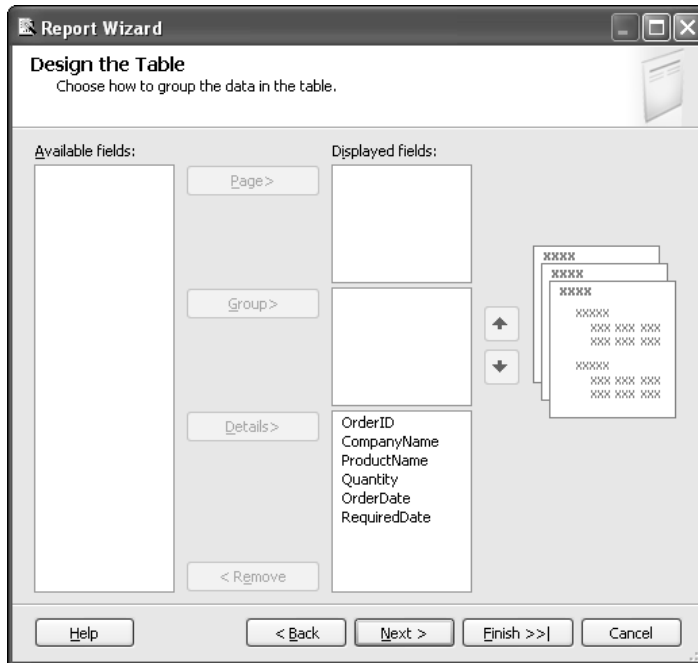 Report Wizard
Design the Table
Choose how to group the data in the table.
Available fields:
Displayed fields:
Page>
Group>
Details>
< Remove
OrderID
CompanyName
ProductName
Quantity
OrderDate
RequiredDate
xxxx
xxxx
xxxx
xxxxx
xxx xxx xxx
xxx xxx xxx
xxxxx
xxx xxx xxx
xxx xxx xxx
Help
< Back
Next >
Finish >>|
Cancel